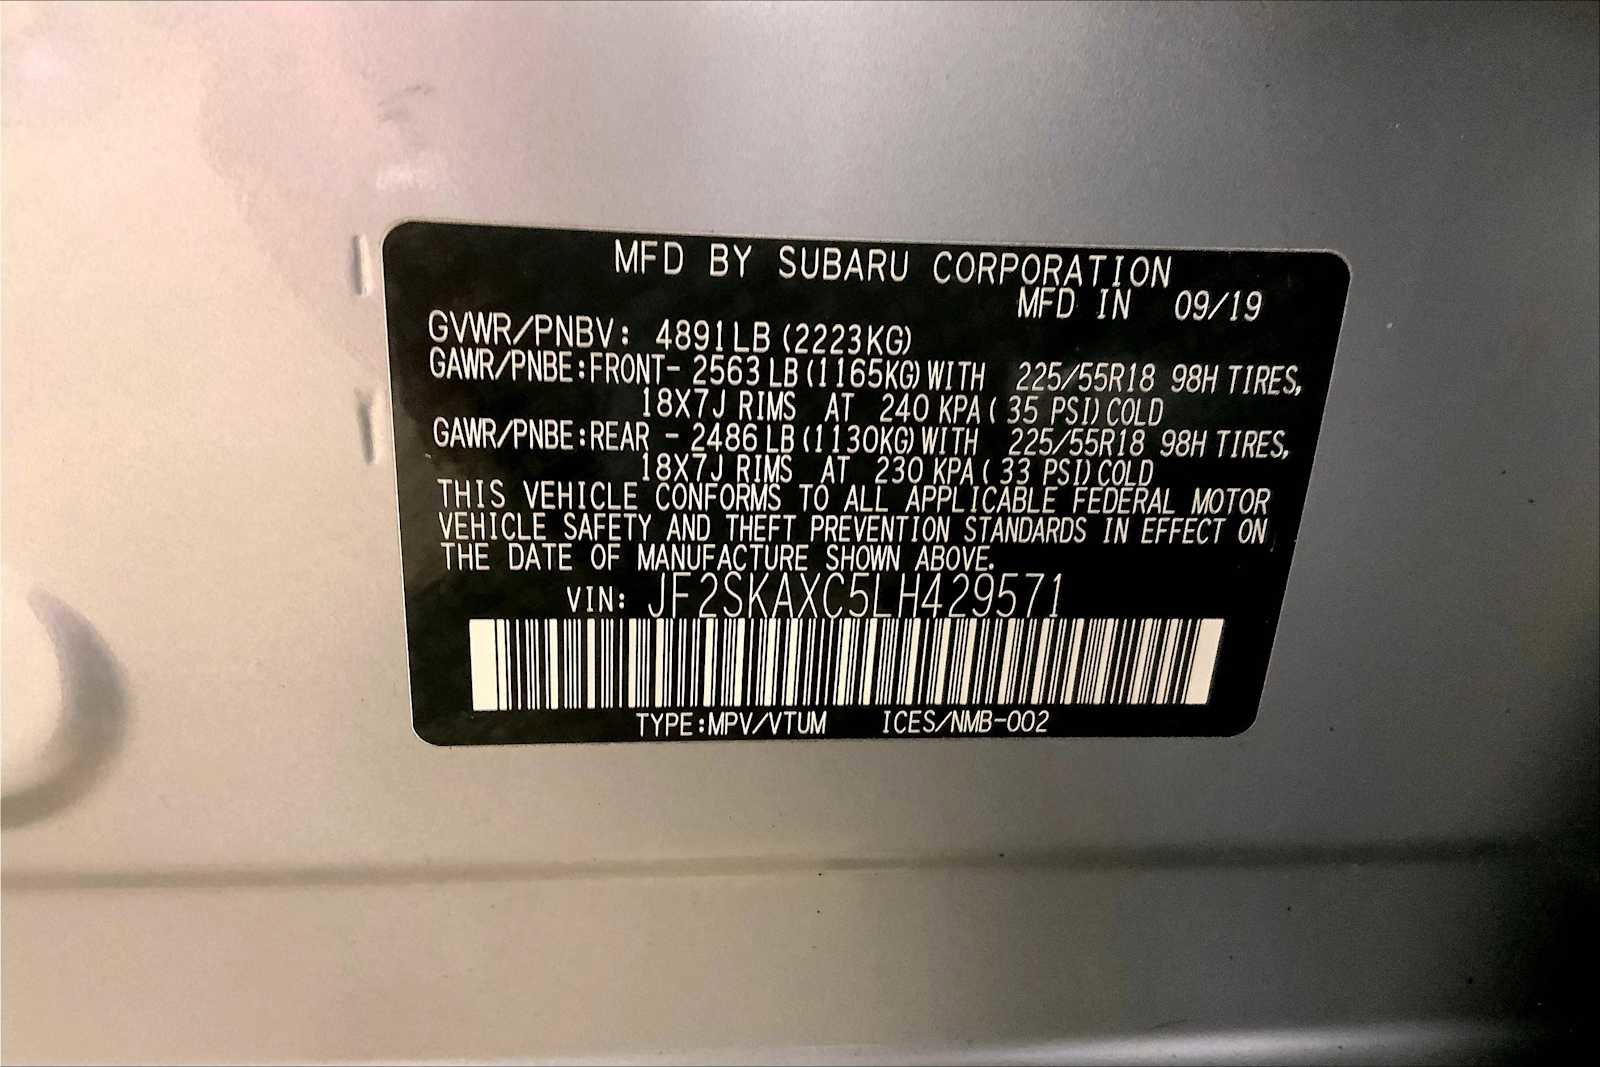 MFD BY SUBARU CORPORATION
MFD IN 09/19
GVWR/PNBV: 4891LB (2223KG)
GAWR/PNBE:FRONT- 2563 LB (1165KG) WITH 225/55R18 98H TIRES,
18X7J RIMS AT 240 KPA ( 35 PSI) COLD
GAWR/PNBE:REAR - 2486 LB (1130KG) WITH 225/55R18 98H TIRES,
18X7J RIMS AT 230 KPA ( 33 PSI) COLD
THIS VEHICLE CONFORMS TO ALL APPLICABLE FEDERAL MOTOR
VEHICLE SAFETY AND THEFT PREVENTION STANDARDS IN EFFECT ON
THE DATE OF MANUFACTURE SHOWN ABOVE.
VIN: JF2SKAXC5LH429571
TYPE:MPV/VTUM ICES/NMB-002